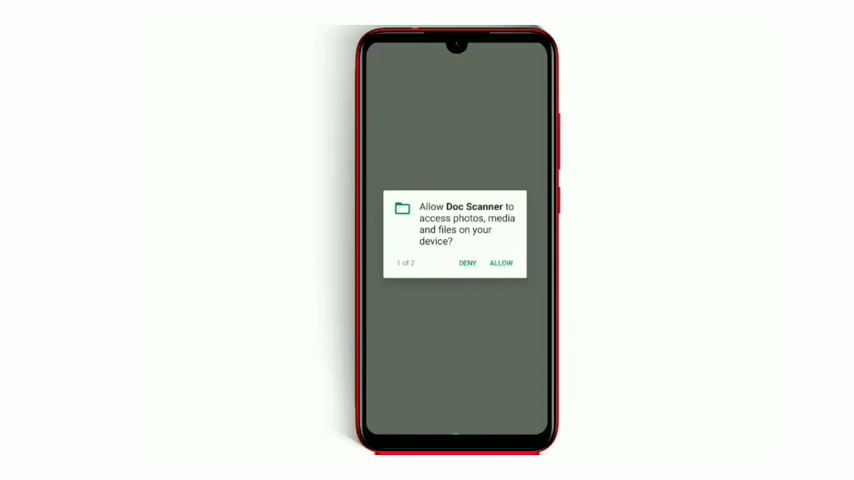 Allow Doc Scanner to
access photos, media
and files on your
device?
1 of 2 DENY ALLOW